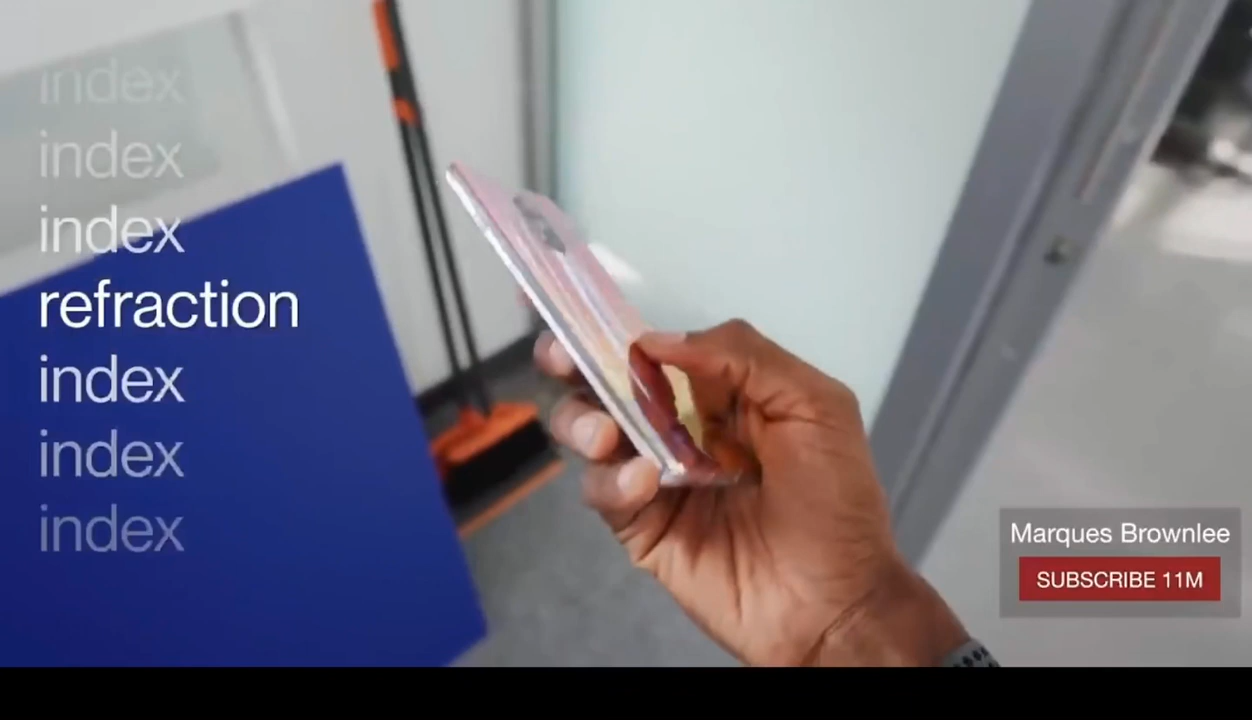 index
index
index
refraction
index
index
index
Marques Brownlee
SUBSCRIBE 11M